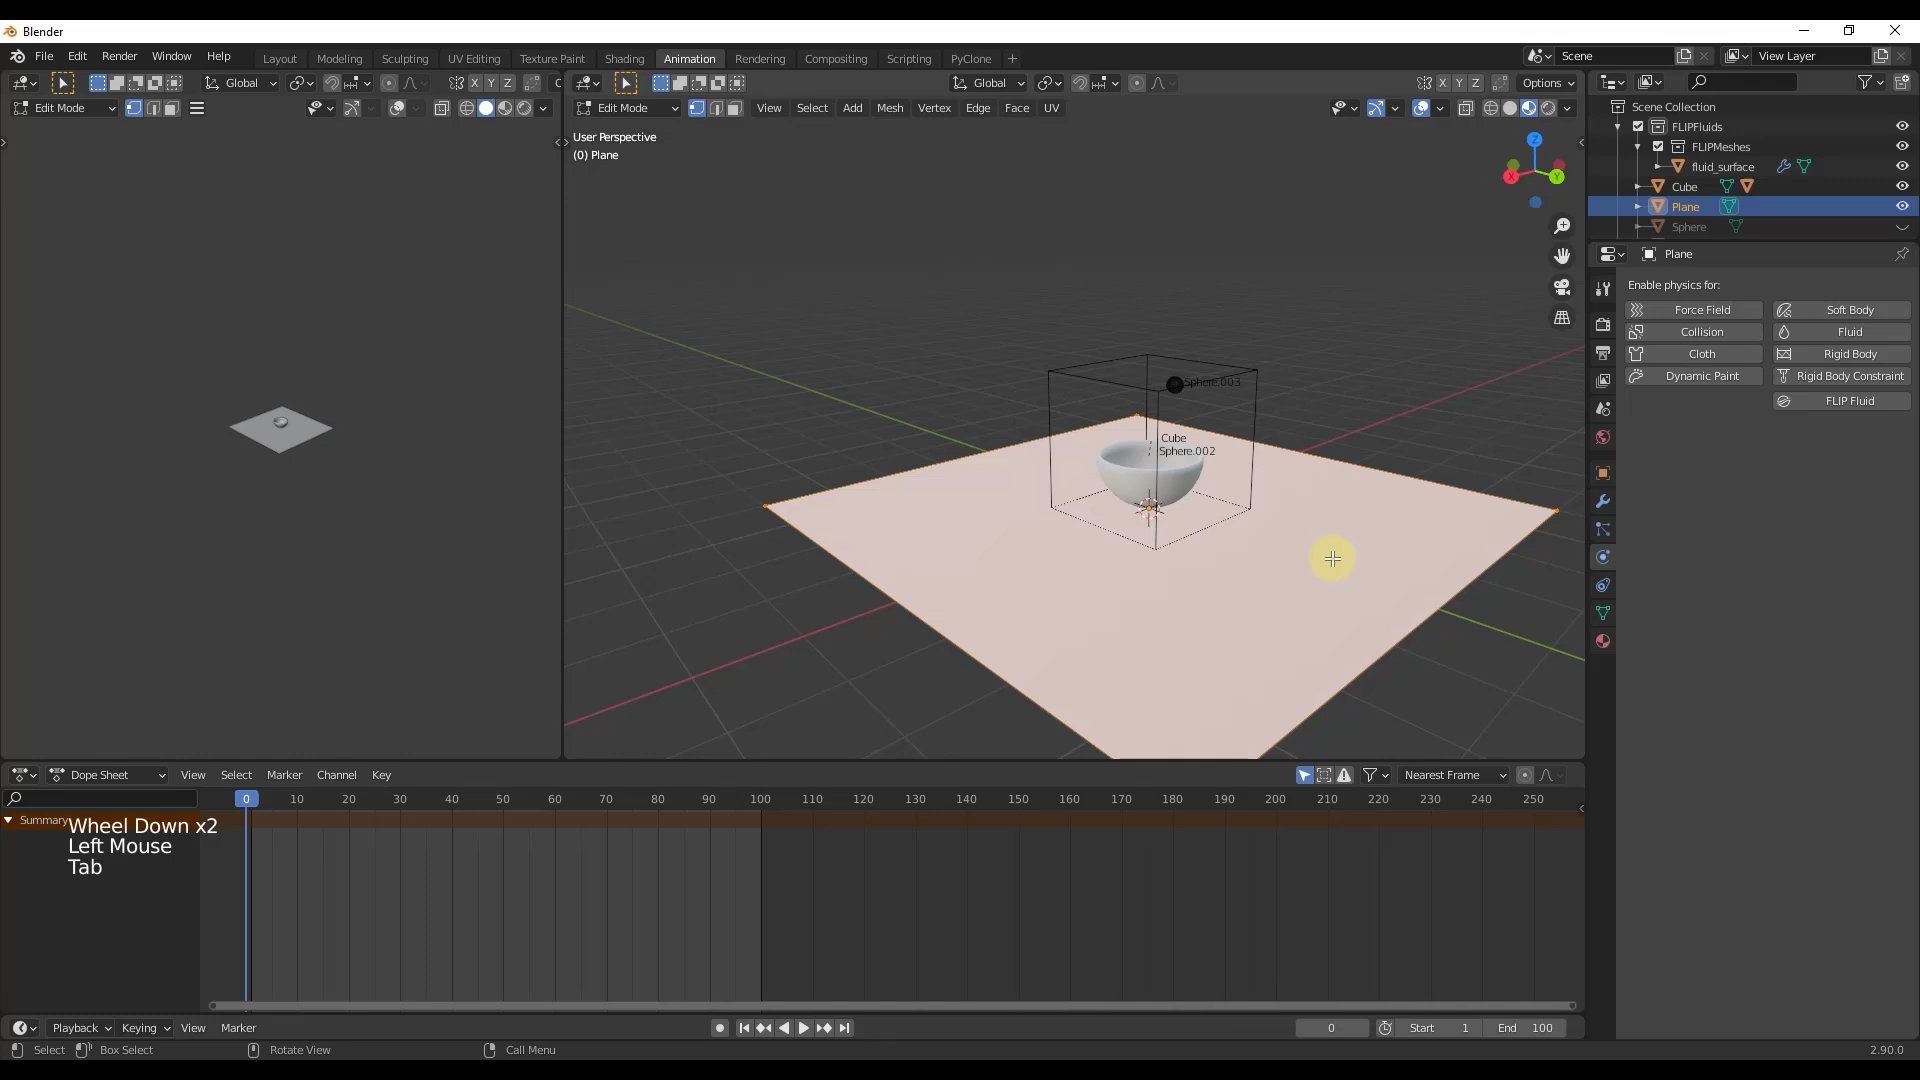 Blender
File Edit Render Window Help
Layout Modeling Sculpting UV Editing Texture Paint Shading Animation Rendering Compositing Scripting PyClone +
Scene
View Layer
Global
X Y Z
Global
X Y Z
Options
Edit Mode
Edit Mode
View Select Add Mesh Vertex Edge Face UV
User Perspective
(0) Plane
Z
X
Y
Sphere.003
Cube
Sphere.002
Scene Collection
FLIPFluids
FLIPMeshes
fluid_surface
Cube
Plane
Sphere
Plane
Enable physics for:
Force Field
Soft Body
Collision
Fluid
Cloth
Rigid Body
Dynamic Paint
Rigid Body Constraint
FLIP Fluid
Dope Sheet View Select Marker Channel Key
Nearest Frame
0 10 20 30 40 50 60 70 80 90 100 110 120 130 140 150 160 170 180 190 200 210 220 230 240 250
Summary
Wheel Down x2
Left Mouse
Tab
Playback Keying View Marker
0
Start 1
End 100
Select
Box Select
Rotate View
Call Menu
2.90.0